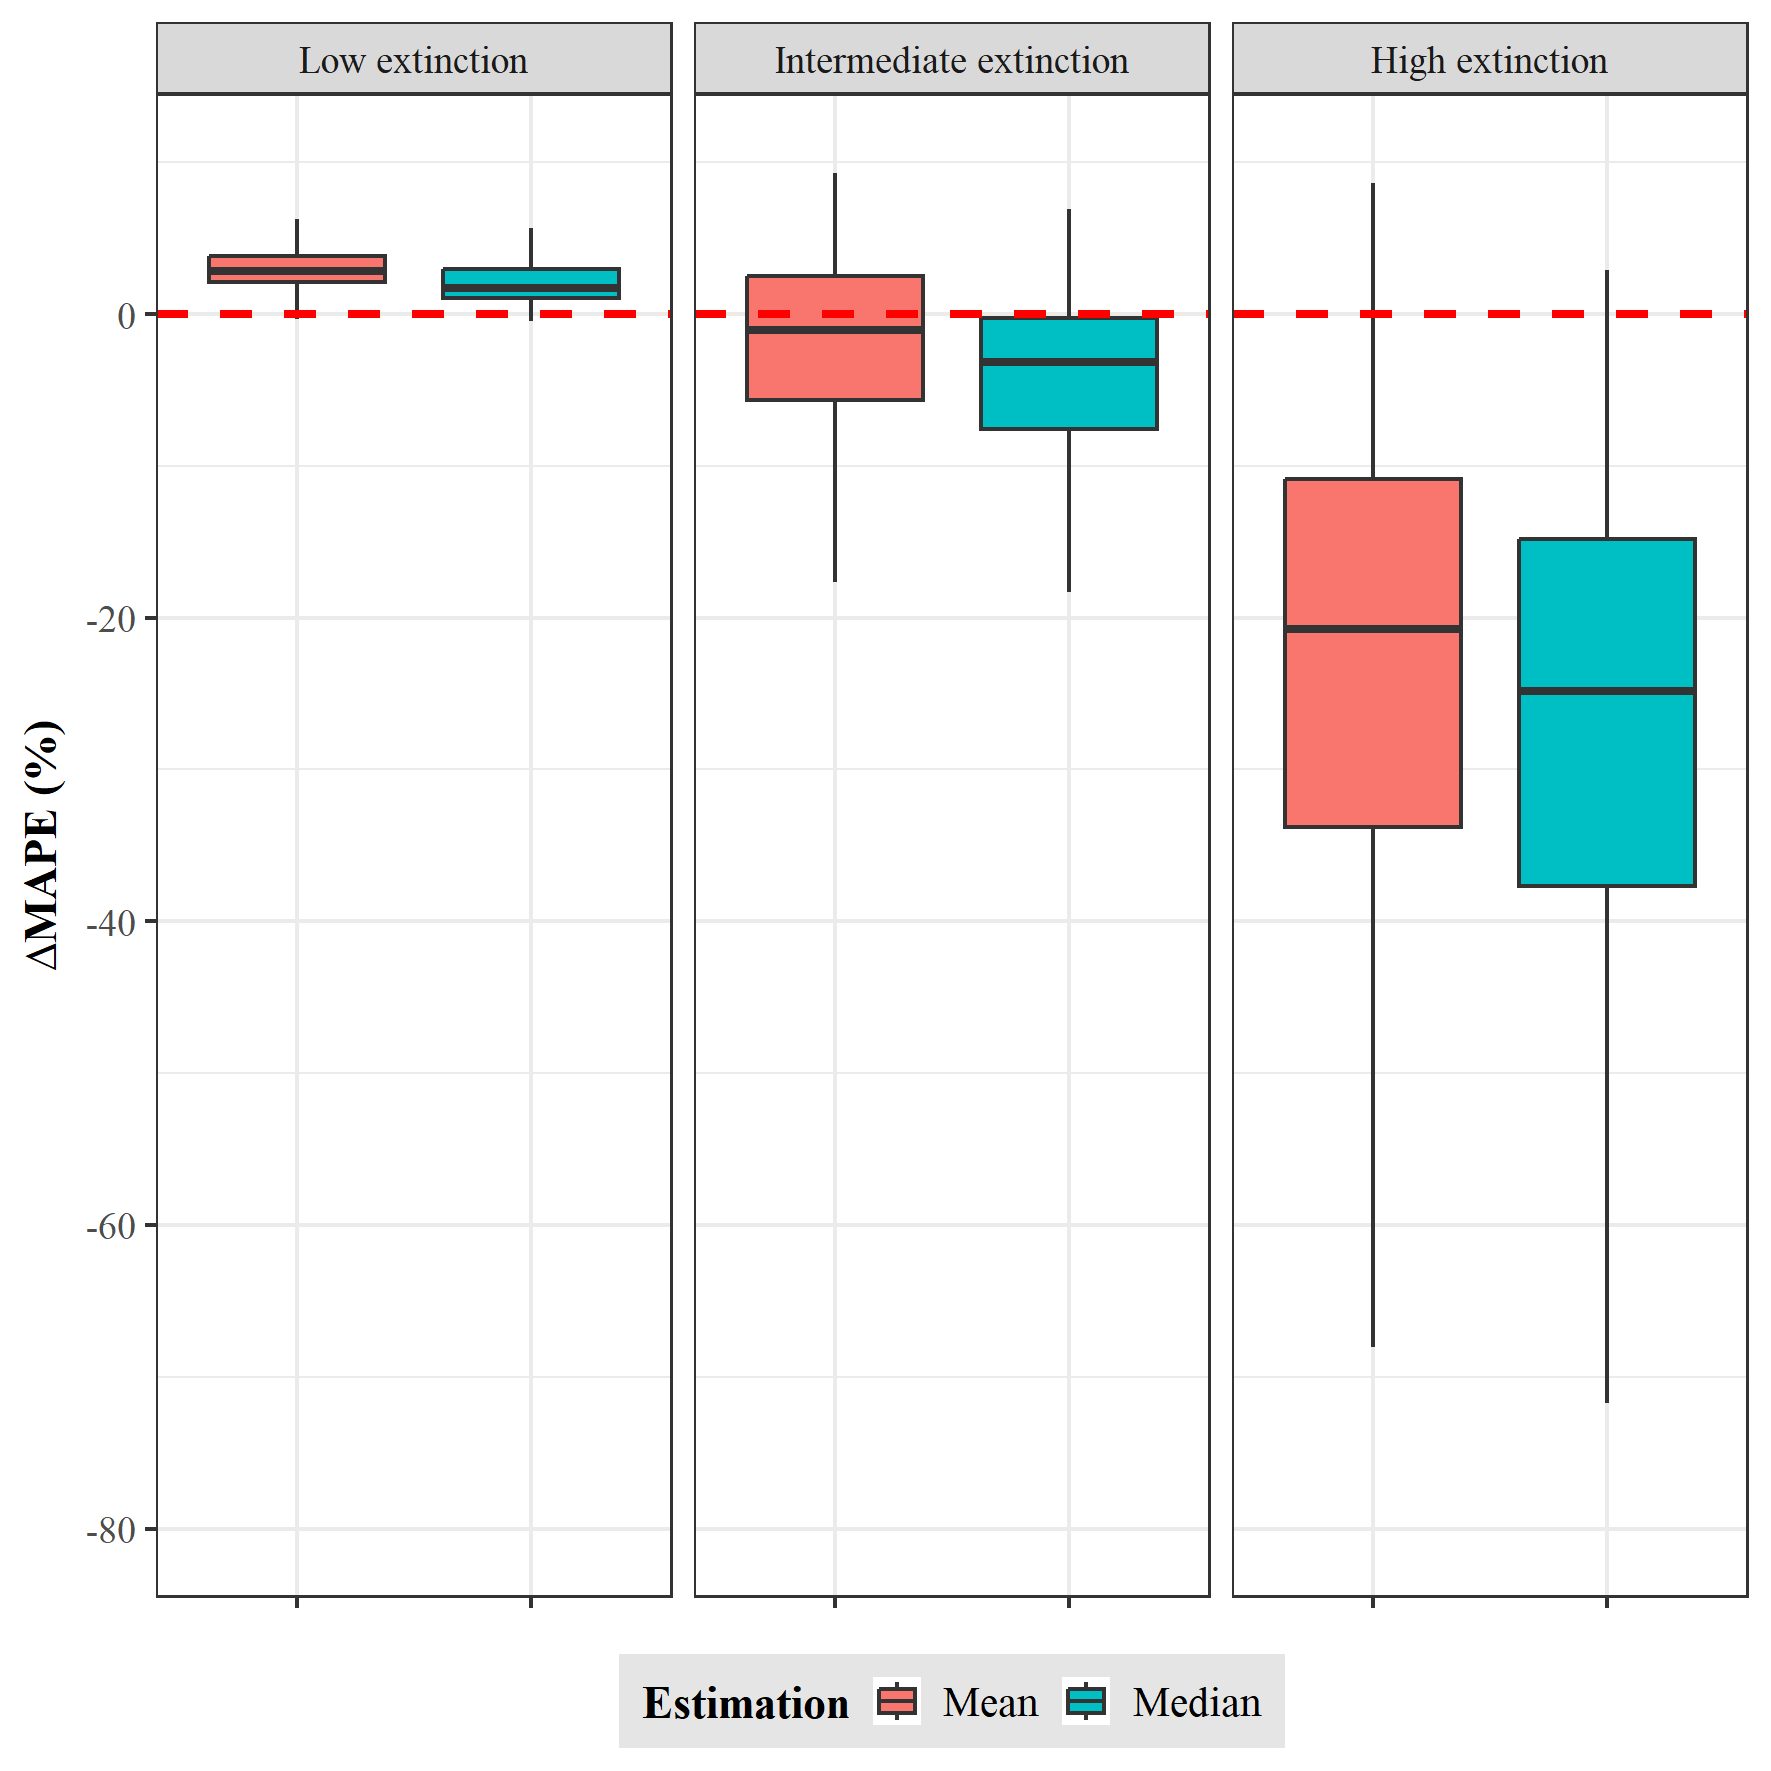 Low extinction
Intermediate extinction
High extinction
0
-20
-40
-60
-80
ΔMAPE (%)
Estimation Mean Median